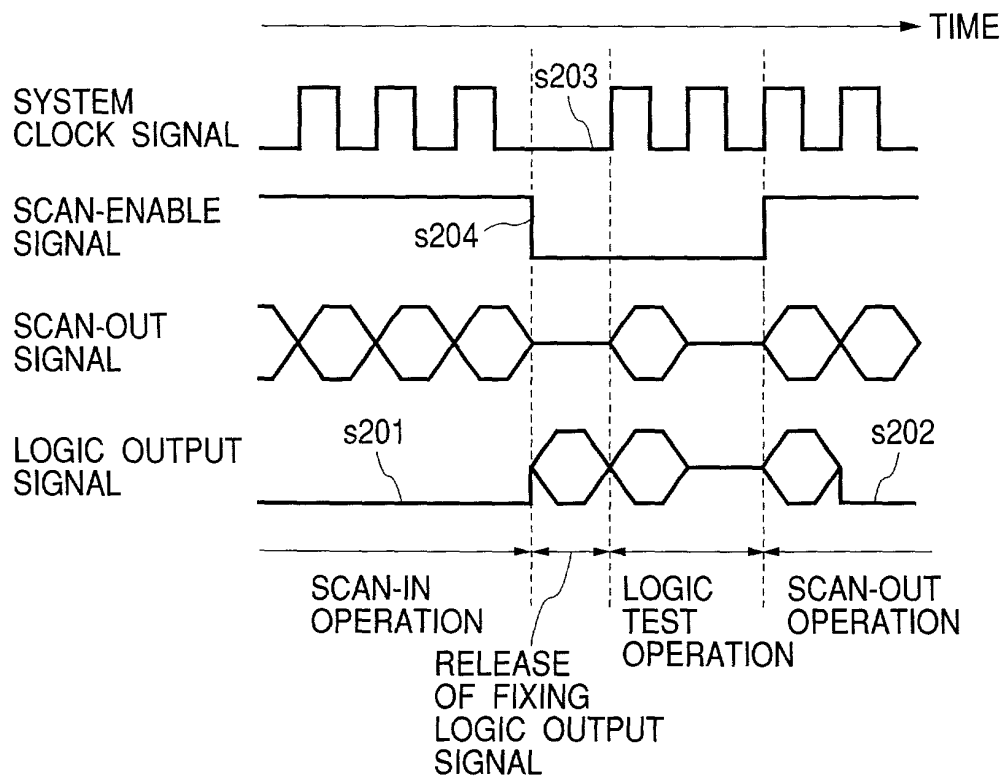 TIME
s203
SYSTEM
CLOCK SIGNAL
SCAN-ENABLE
SIGNAL
s204
SCAN-OUT
SIGNAL
s201
s202
LOGIC OUTPUT
SIGNAL
SCAN-IN
OPERATION
LOGIC
TEST
OPERATION
SCAN-OUT
OPERATION
RELEASE
OF FIXING
LOGIC OUTPUT
SIGNAL